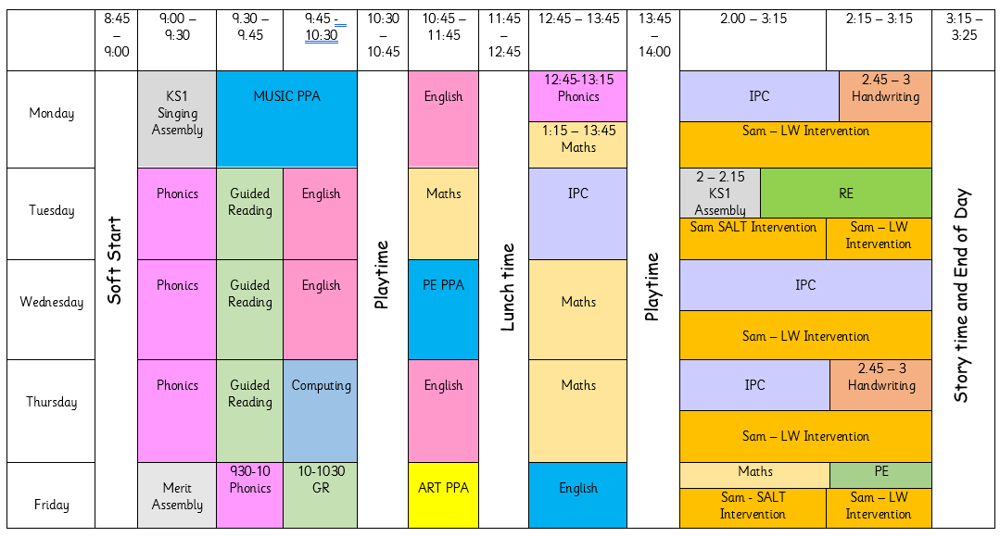 8:45 – 9:00
9:00 – 9:30
9.30 – 9.45
9:45 - 10:30
10:30 – 10:45
10:45 – 11:45
11:45 – 12:45
12:45 – 13:45
13:45 – 14:00
2.00 – 3:15
2:15 – 3:15
3:15 – 3:25
Monday
Soft Start
KS1
Singing
Assembly
MUSIC PPA
Playtime
English
Lunch time
12:45-13:15
Phonics
1:15 – 13:45
Maths
Playtime
IPC
2.45 – 3
Handwriting
Sam – LW Intervention
Story time and End of Day
Tuesday
Phonics
Guided
Reading
English
Maths
IPC
2 – 2.15
KS1
Assembly
RE
Sam SALT Intervention
Sam – LW
Intervention
Wednesday
Phonics
Guided
Reading
English
PE PPA
Maths
IPC
Sam – LW Intervention
Thursday
Phonics
Guided
Reading
Computing
English
Maths
IPC
2.45 – 3
Handwriting
Sam – LW Intervention
Friday
Merit
Assembly
930-10
Phonics
10-1030
GR
ART PPA
English
Maths
PE
Sam - SALT
Intervention
Sam – LW
Intervention